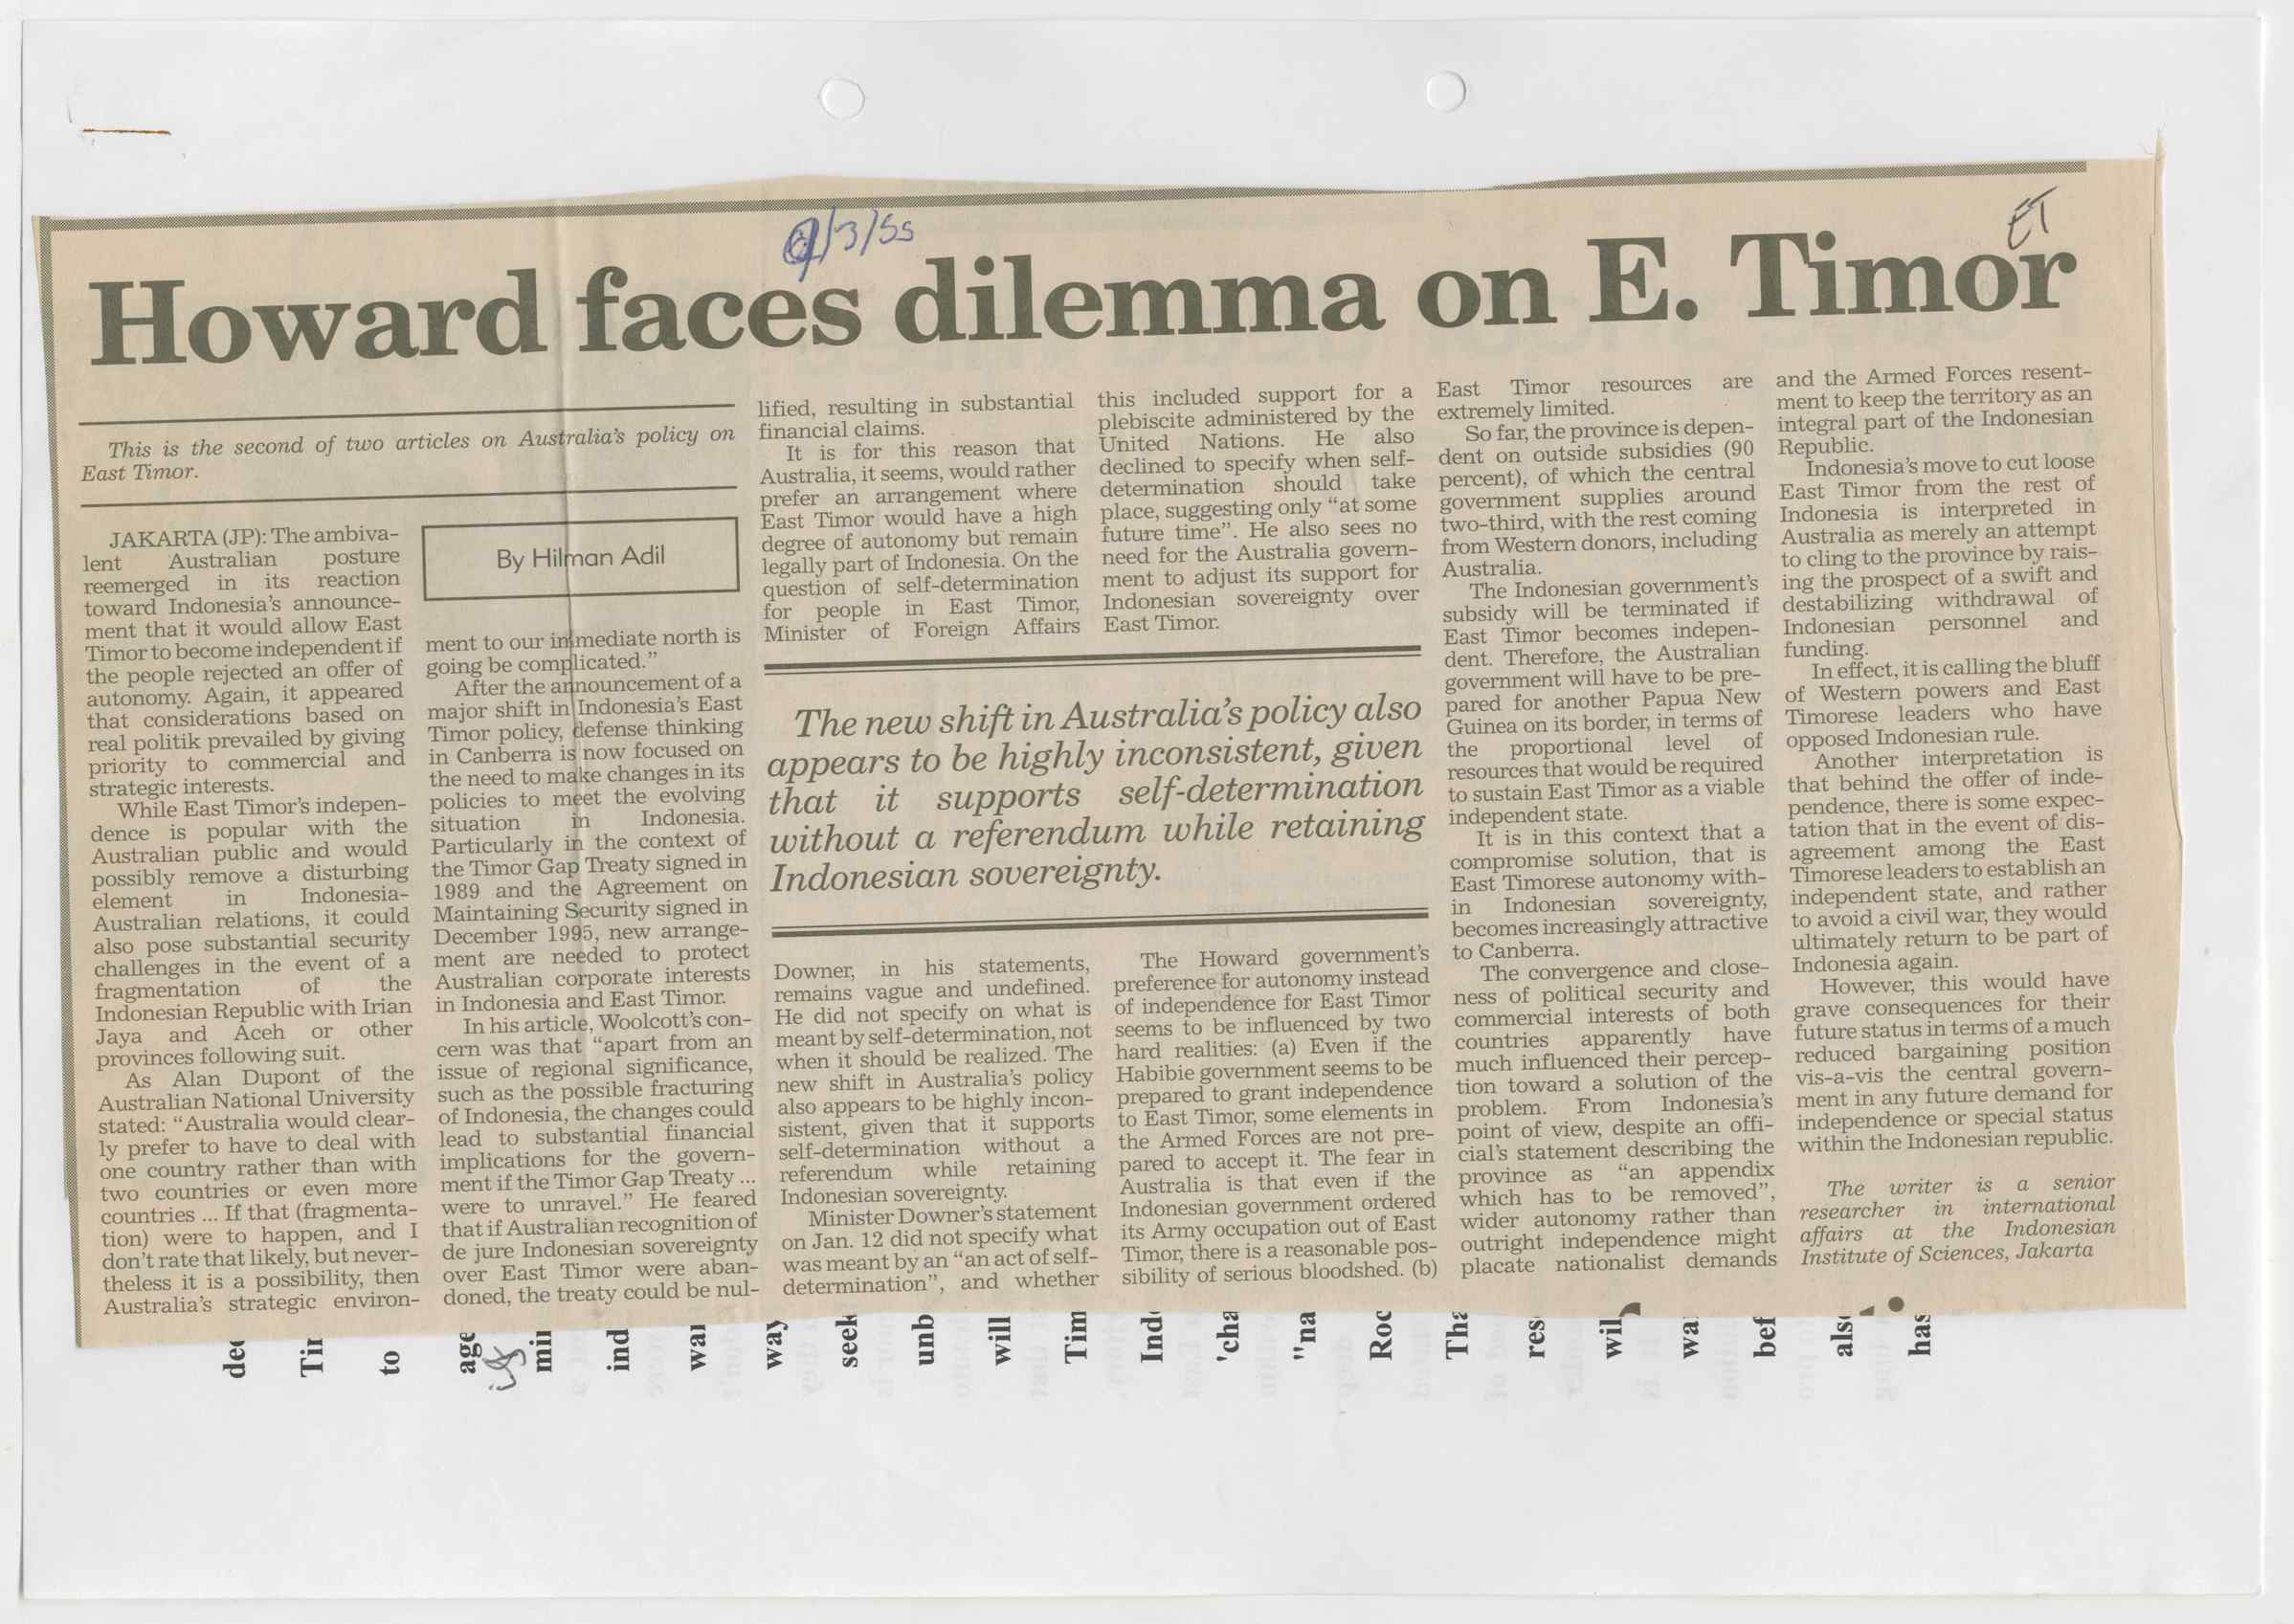 ET
Howard faces dilemma on E. Timor
This is the second of two articles on Australia's policy on
East Timor.
By Hilman Adil
JAKARTA (JP): The ambiva-
lent Australian posture
reemerged in its reaction
toward Indonesia's announce-
ment that it would allow East
Timor to become independent if
the people rejected an offer of
autonomy. Again, it appeared
that considerations based on
real politik prevailed by giving
priority to commercial and
strategic interests.
While East Timor's indepen-
dence is popular with the
Australian public and would
possibly remove a disturbing
element in Indonesia-
Australian relations, it could
also pose substantial security
challenges in the event of a
fragmentation of the
Indonesian Republic with Irian
Jaya and Aceh or other
provinces following suit.
As Alan Dupont of the
Australian National University
stated: "Australia would clear-
ly prefer to have to deal with
one country rather than with
two countries or even more
countries ... If that (fragmenta-
tion) were to happen, and I
don't rate that likely, but never-
theless it is a possibility, then
Australia's strategic environ-
ment to our immediate north is
going be complicated."
After the announcement of a
major shift in Indonesia's East
Timor policy, defense thinking
in Canberra is now focused on
the need to make changes in its
policies to meet the evolving
situation in Indonesia.
Particularly in the context of
the Timor Gap Treaty signed in
1989 and the Agreement on
Maintaining Security signed in
December 1995, new arrange-
ment are needed to protect
Australian corporate interests
in Indonesia and East Timor.
In his article, Woolcott's con-
cern was that "apart from an
issue of regional significance,
such as the possible fracturing
of Indonesia, the changes could
lead to substantial financial
implications for the govern-
ment if the Timor Gap Treaty ...
were to unravel." He feared
that if Australian recognition of
de jure Indonesian sovereignty
over East Timor were aban-
doned, the treaty could be nul-
lified, resulting in substantial
financial claims.
It is for this reason that
Australia, it seems, would rather
prefer an arrangement where
East Timor would have a high
degree of autonomy but remain
legally part of Indonesia. On the
question of self-determination
for people in East Timor,
Minister of Foreign Affairs
Downer, in his statements,
remains vague and undefined.
He did not specify on what is
meant by self-determination, not
when it should be realized. The
new shift in Australia's policy
also appears to be highly incon-
sistent, given that it supports
self-determination without a
referendum while retaining
Indonesian sovereignty.
Minister Downer's statement
on Jan. 12 did not specify what
was meant by an "an act of self-
determination", and whether
this included support for a
plebiscite administered by the
United Nations. He also
declined to specify when self-
determination should take
place, suggesting only "at some
future time". He also sees no
need for the Australia govern-
ment to adjust its support for
Indonesian sovereignty over
East Timor.
The new shift in Australia's policy also
appears to be highly inconsistent, given
that it supports self-determination
without a referendum while retaining
Indonesian sovereignty.
The Howard government's
preference for autonomy instead
of independence for East Timor
seems to be influenced by two
hard realities: (a) Even if the
Habibie government seems to be
prepared to grant independence
to East Timor, some elements in
the Armed Forces are not pre-
pared to accept it. The fear in
Australia is that even if the
Indonesian government ordered
its Army occupation out of East
Timor, there is a reasonable pos-
sibility of serious bloodshed. (b)
East Timor resources are
extremely limited.
So far, the province is depen-
dent on outside subsidies (90
percent), of which the central
government supplies around
two-third, with the rest coming
from Western donors, including
Australia.
The Indonesian government's
subsidy will be terminated if
East Timor becomes indepen-
dent. Therefore, the Australian
government will have to be pre-
pared for another Papua New
Guinea on its border, in terms of
the proportional level of
resources that would be required
to sustain East Timor as a viable
independent state.
It is in this context that a
compromise solution, that is
East Timorese autonomy with-
in Indonesian sovereignty,
becomes increasingly attractive
to Canberra.
The convergence and close-
ness of political security and
commercial interests of both
countries apparently have
much influenced their percep-
tion toward a solution of the
problem. From Indonesia's
point of view, despite an offi-
cial's statement describing the
province as "an appendix
which has to be removed",
wider autonomy rather than
outright independence might
placate nationalist demands
and the Armed Forces resent-
ment to keep the territory as an
integral part of the Indonesian
Republic.
Indonesia's move to cut loose
East Timor from the rest of
Indonesia is interpreted in
Australia as merely an attempt
to cling to the province by rais-
ing the prospect of a swift and
destabilizing withdrawal of
Indonesian personnel and
funding.
In effect, it is calling the bluff
of Western powers and East
Timorese leaders who have
opposed Indonesian rule.
Another interpretation is
that behind the offer of inde-
pendence, there is some expec-
tation that in the event of dis-
agreement among the East
Timorese leaders to establish an
independent state, and rather
to avoid a civil war, they would
ultimately return to be part of
Indonesia again.
However, this would have
grave consequences for their
future status in terms of a much
reduced bargaining position
vis-a-vis the central govern-
ment in any future demand for
independence or special status
within the Indonesian republic.
The writer is a senior
researcher in international
affairs at the Indonesian
Institute of Sciences, Jakarta
to
ind
way
seek
unb
will
Tim
'cha
"na
res
bef
has